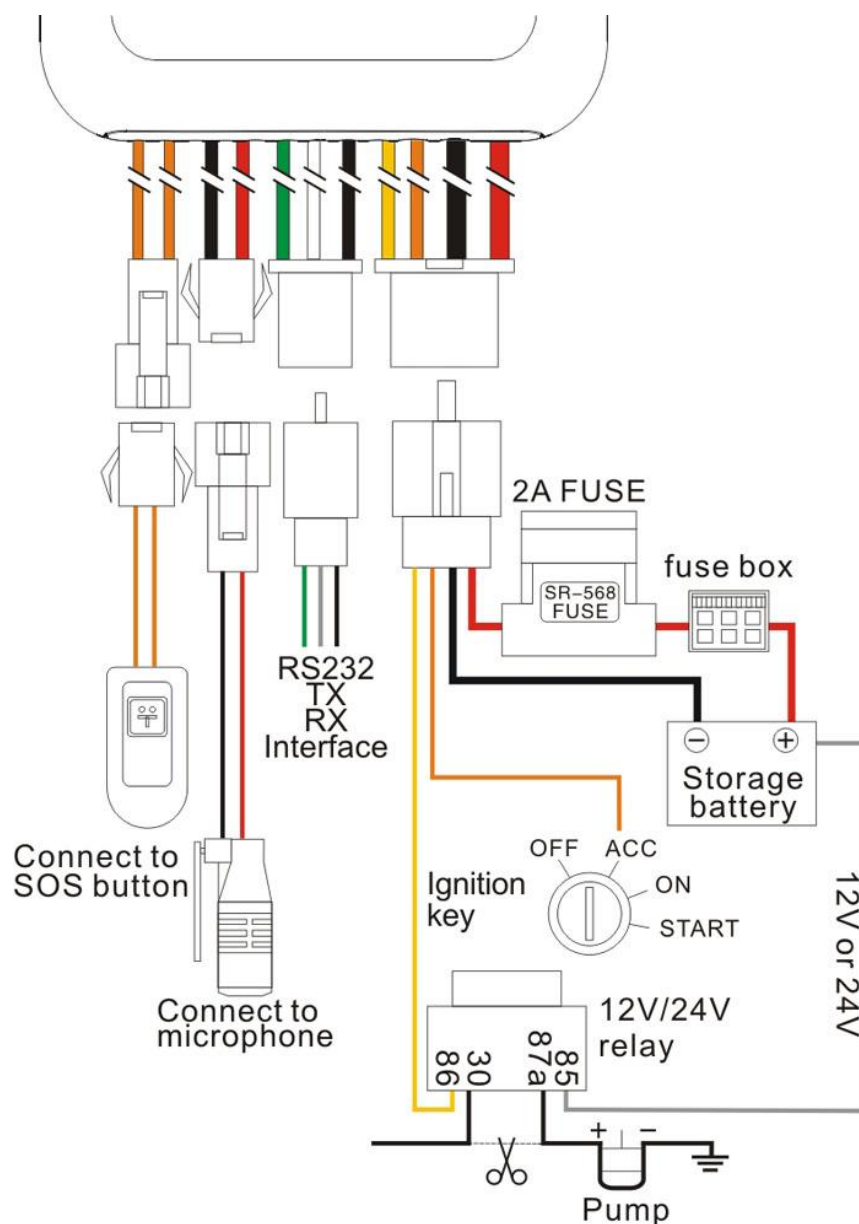 2A FUSE
SR-568
FUSE
fuse box
RS232
TX
RX
Interface
− +
Storage
battery
Connect to
SOS button
OFF
ACC
ON
START
Ignition
key
12V or 24V
Connect to
microphone
12V/24V
relay
86
30
87a
85
+ −
Pump